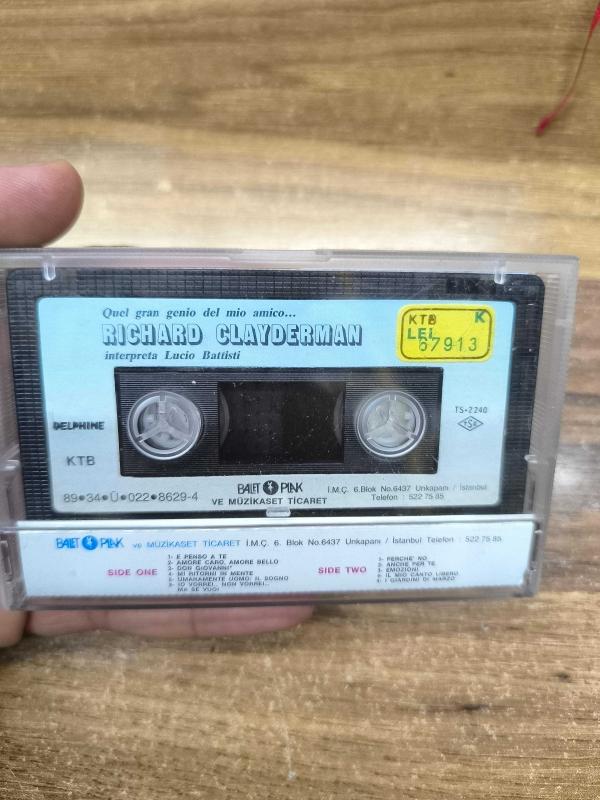 Quel gran genio del mio amico...
RICHARD CLAYDERMAN
interpreta Lucio Battisti
KTB K
LEL
67913
DELPHINE
KTB
TS-2240
TSE
89●34●Ü●022●8629-4
BALET PLAK
VE MÜZİKASET TİCARET
İ.M.Ç. 6.Blok No.6437 Unkapanı / İstanbul
Telefon : 522 75 85
BALET PLAK VE MÜZİKASET TİCARET İ.M.Ç. 6. Blok No.6437 Unkapanı / İstanbul Telefon : 522 75 85
SIDE ONE
1- E PENSO A TE
2- AMORE CARO, AMORE BELLO
3- DON GIOVANNI'
4- MI RITORNI IN MENTE
5- UMANAMENTE UOMO: IL SOGNO
6- IO VORREI.. NON VORREI..
MA SE VUOI
SIDE TWO
1- PERCHE' NO
2- ANCHE PER TE
3- EMOZIONI
4- IL MIO CANTO LIBERO
5- I GIARDINI DI MARZO